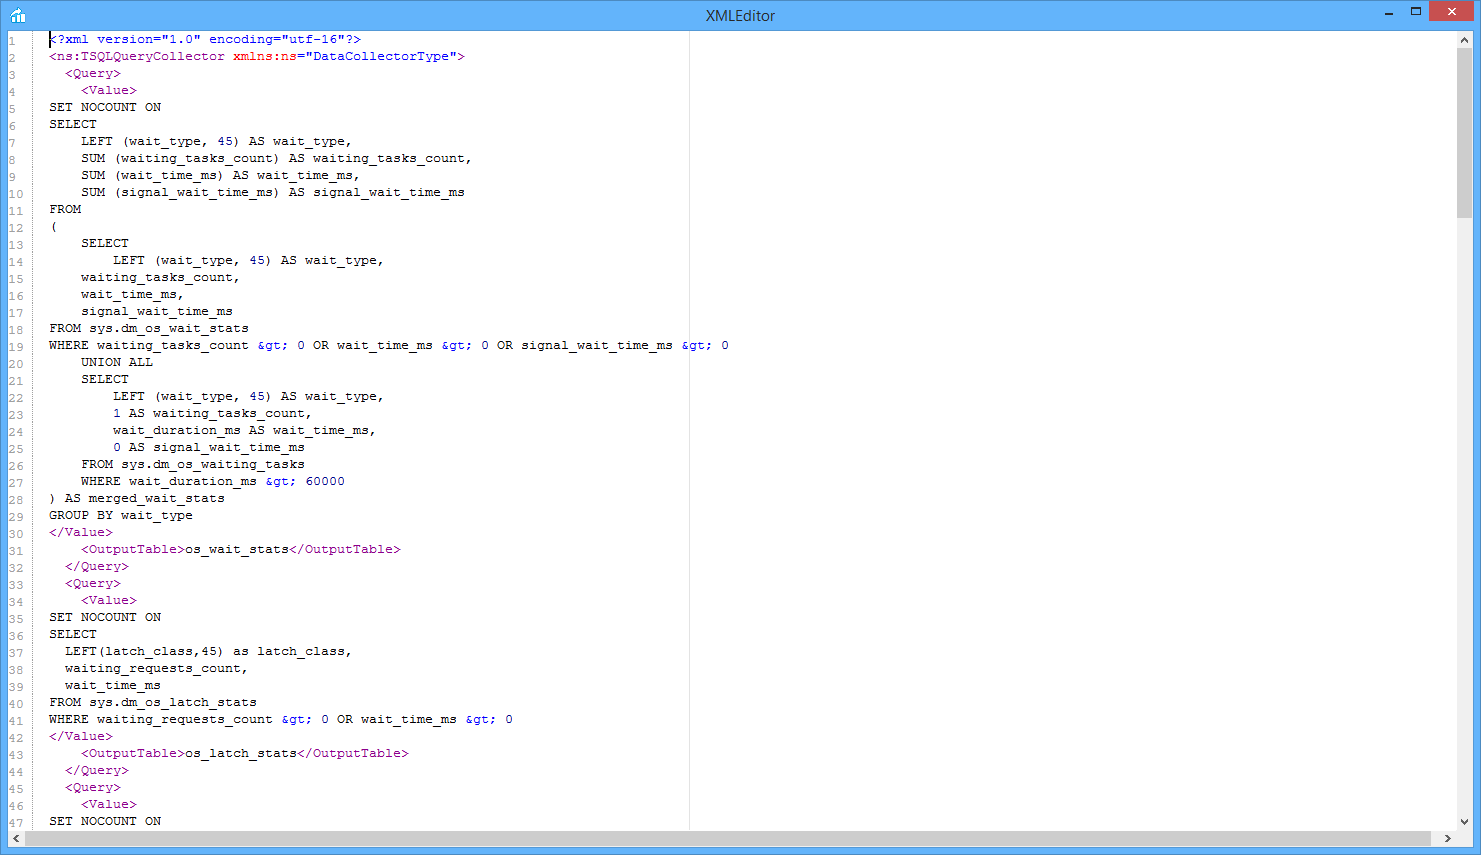 XMLEditor
1 <?xml version="1.0" encoding="utf-16"?>
2 <ns:TSQLQueryCollector xmlns:ns="DataCollectorType">
3   <Query>
4     <Value>
5 SET NOCOUNT ON
6 SELECT
7     LEFT (wait_type, 45) AS wait_type,
8     SUM (waiting_tasks_count) AS waiting_tasks_count,
9     SUM (wait_time_ms) AS wait_time_ms,
10     SUM (signal_wait_time_ms) AS signal_wait_time_ms
11 FROM
12 (
13     SELECT
14         LEFT (wait_type, 45) AS wait_type,
15     waiting_tasks_count,
16     wait_time_ms,
17     signal_wait_time_ms
18 FROM sys.dm_os_wait_stats
19 WHERE waiting_tasks_count &gt; 0 OR wait_time_ms &gt; 0 OR signal_wait_time_ms &gt; 0
20     UNION ALL
21     SELECT
22         LEFT (wait_type, 45) AS wait_type,
23         1 AS waiting_tasks_count,
24         wait_duration_ms AS wait_time_ms,
25         0 AS signal_wait_time_ms
26     FROM sys.dm_os_waiting_tasks
27     WHERE wait_duration_ms &gt; 60000
28 ) AS merged_wait_stats
29 GROUP BY wait_type
30 </Value>
31     <OutputTable>os_wait_stats</OutputTable>
32   </Query>
33   <Query>
34     <Value>
35 SET NOCOUNT ON
36 SELECT
37   LEFT(latch_class,45) as latch_class,
38   waiting_requests_count,
39   wait_time_ms
40 FROM sys.dm_os_latch_stats
41 WHERE waiting_requests_count &gt; 0 OR wait_time_ms &gt; 0
42 </Value>
43     <OutputTable>os_latch_stats</OutputTable>
44   </Query>
45   <Query>
46     <Value>
47 SET NOCOUNT ON